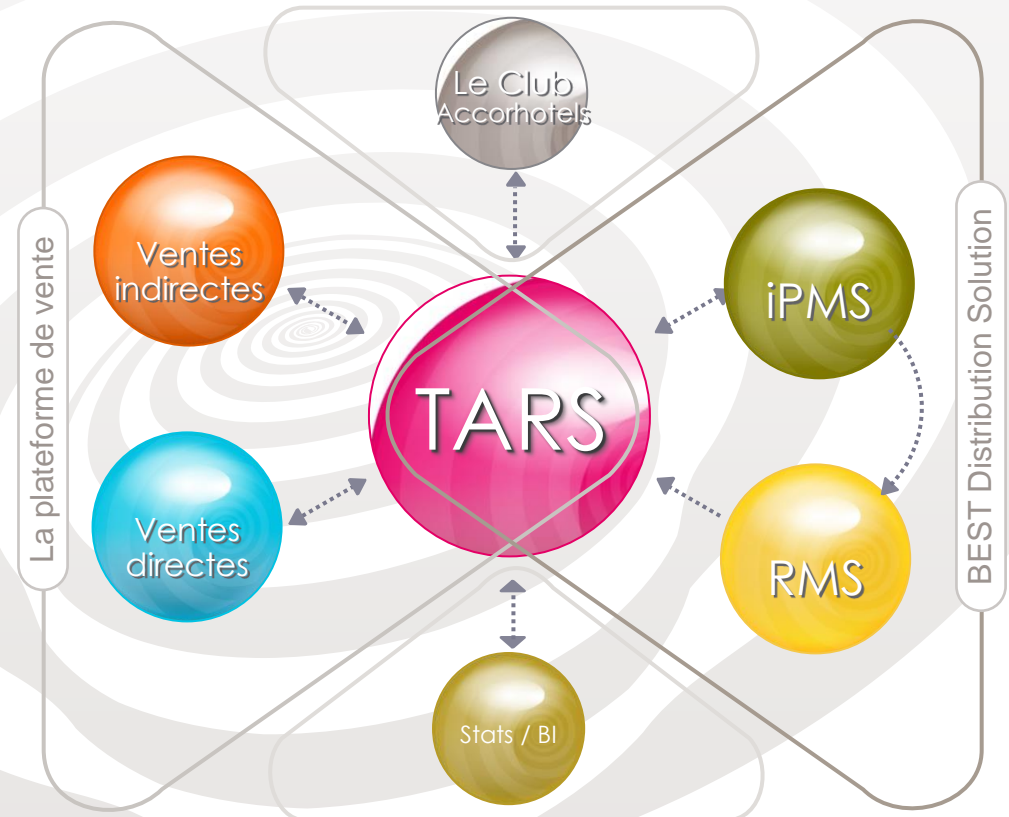 Le Club
Accorhotels
Ventes
indirectes
iPMS
La plateforme de vente
TARS
BEST Distribution Solution
Ventes
directes
RMS
Stats / BI